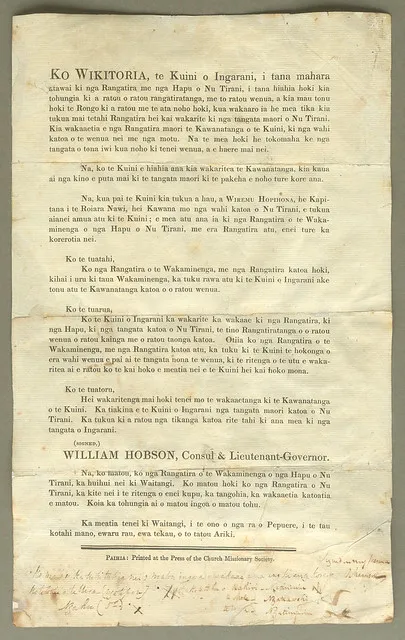 KO WIKITORIA, te Kuini o Ingarani, i tana mahara
atawai ki nga Rangatira me nga Hapu o Nu Tirani, i tana hiahia hoki kia
tohungia ki a ratou o ratou rangatiratanga, me to ratou wenua, a kia mau tonu
hoki te Rongo ki a ratou me te ata noho hoki, kua wakaaro ia he mea tika kia
tukua mai tetahi Rangatira hei kai wakarite ki nga tangata maori o Nu Tirani.
Kia wakaaetia e nga Rangatira maori te Kawanatanga o te Kuini, ki nga wahi
katoa o te wenua nei me nga motu. Na te mea hoki he tokomaha ke nga
tangata o tona iwi kua noho ki tenei wenua, a e haere mai nei.
Na, ko te Kuini e hiahia ana kia wakaritea te Kawanatanga, kia kaua
ai nga kino e puta mai ki te tangata maori ki te pakeha e noho ture kore ana.
Na, kua pai te Kuini kia tukua a hau, a WIREMU HOPIHONA, he Kapi-
tana i te Roiara Nawi, hei Kawana mo nga wahi katoa o Nu Tirani, e tukua
aianei amua atu ki te Kuini; e mea atu ana ia ki nga Rangatira o te Waka-
minenga o nga Hapu o Nu Tirani, me era Rangatira atu, enei ture ka
korerotia nei.
Ko te tuatahi,
Ko nga Rangatira o te Wakaminenga, me nga Rangatira katoa hoki,
kihai i uru ki taua Wakaminenga, ka tuku rawa atu ki te Kuini o Ingarani ake
tonu atu te Kawanatanga katoa o o ratou wenua.
Ko te tuarua,
Ko te Kuini o Ingarani ka wakarite ka wakaae ki nga Rangatira, ki
nga Hapu, ki nga tangata katoa o Nu Tirani, te tino Rangatiratanga o o ratou
wenua o ratou kainga me o ratou taonga katoa. Otiia ko nga Rangatira o te
Wakaminenga, me nga Rangatira katoa atu, ka tuku ki te Kuini te hokonga o
era wahi wenua e pai ai te tangata nona te wenua, ki te ritenga o te utu e waka-
ritea ai e ratou ko te kai hoko e meatia nei e te Kuini hei kai hoko mona.
Ko te tuatoru,
Hei wakaritenga mai hoki tenei mo te wakaaetanga ki te Kawanatanga
o te Kuini. Ka tiakina e te Kuini o Ingarani nga tangata maori katoa o Nu
Tirani. Ka tukua ki a ratou nga tikanga katoa rite tahi ki ana mea ki nga
tangata o Ingarani.
(SIGNED,)
WILLIAM HOBSON, Consul & Lieutenant-Governor.
Na, ko matou, ko nga Rangatira o te Wakaminenga o nga Hapu o Nu
Tirani, ka huihui nei ki Waitangi. Ko matou hoki ko nga Rangatira o Nu
Tirani, ka kite nei i te ritenga o enei kupu, ka tangohia, ka wakaaetia katoatia
e matou. Koia ka tohungia ai o matou ingoa o matou tohu.
Ka meatia tenei ki Waitangi, i te ono o nga ra o Pepuere, i te tau
kotahi mano, ewaru rau, ewa tekau, o to tatou Ariki.
PAIHIA: Printed at the Press of the Church Missionary Society.